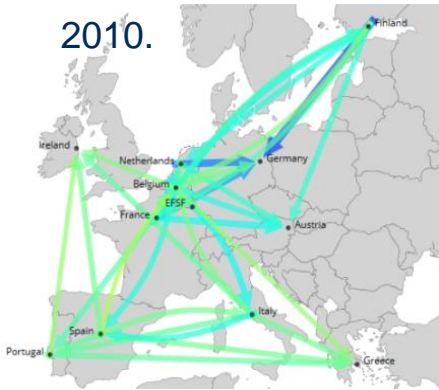 2010.
Finland
Ireland
Netherlands
Germany
Belgium
EFSF
France
Austria
Italy
Spain
Portugal
Greece